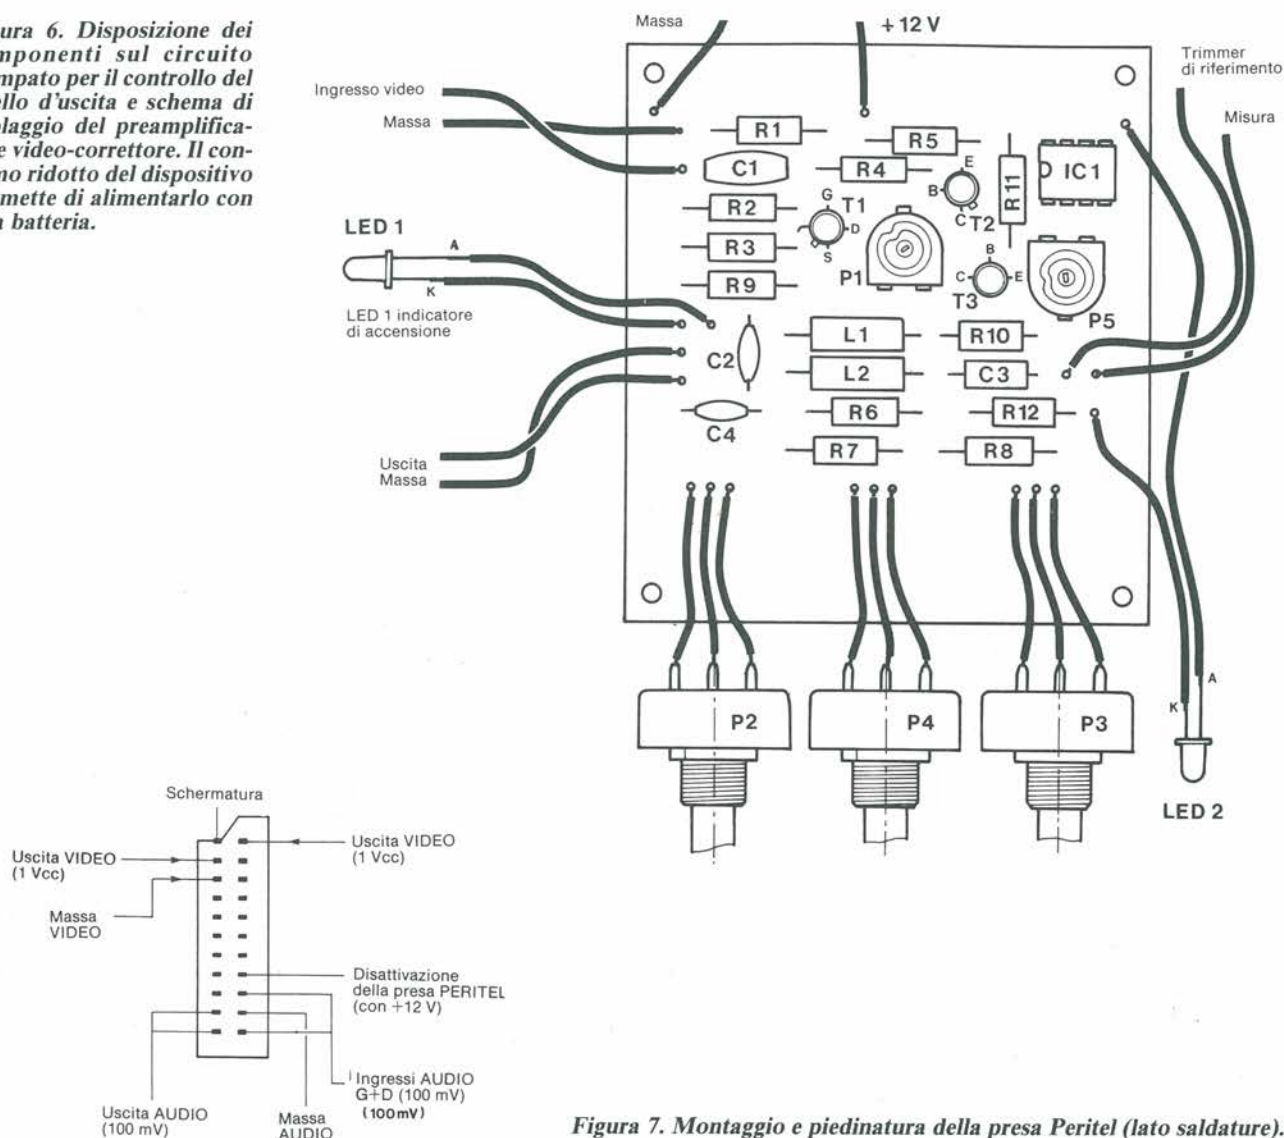 ura 6. Disposizione dei
mponenti sul circuito
mpato per il controllo del
ello d'uscita e schema di
olaggio del preamplifica-
e video-correttore. Il con-
mo ridotto del dispositivo
mette di alimentarlo con
a batteria.
Massa
+ 12 V
Trimmer
di riferimento
Misura
Ingresso video
Massa
R1
R5
C1
R4
E
B
C
T2
R11
IC1
R2
G
T1
D
S
R3
P1
B
C
E
T3
R9
P5
LED 1
A
K
LED 1 indicatore
di accensione
L1
R10
C2
L2
C3
R6
R12
C4
R7
R8
Uscita
Massa
P2
P4
P3
K
A
LED 2
Schermatura
Uscita VIDEO
(1 Vcc)
Uscita VIDEO
(1 Vcc)
Massa
VIDEO
Disattivazione
della presa PERITEL
(con +12 V)
Ingressi AUDIO
G+D (100 mV)
(100 mV)
Uscita AUDIO
(100 mV)
Massa
AUDIO
Figura 7. Montaggio e piedinatura della presa Peritel (lato saldature).